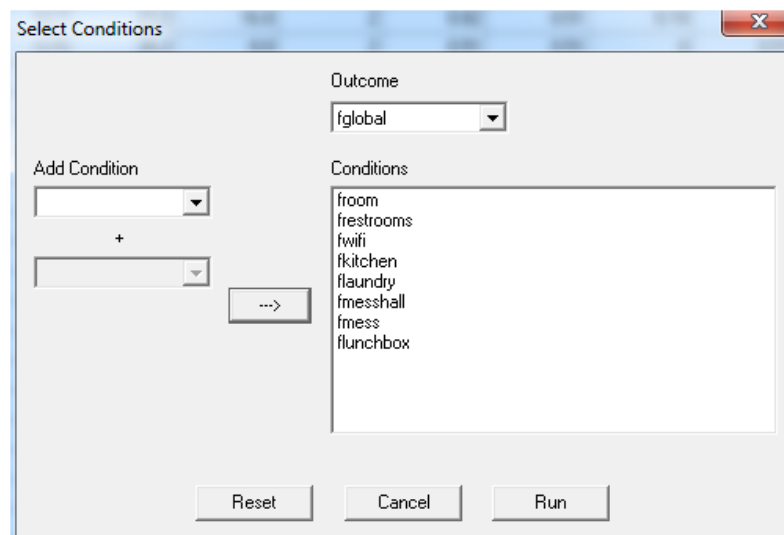 Select Conditions
X
Outcome
fglobal
Add Condition
Conditions
froom
frestrooms
fwifi
+
fkitchen
flaundry
--->
fmesshall
fmess
flunchbox
Reset
Cancel
Run